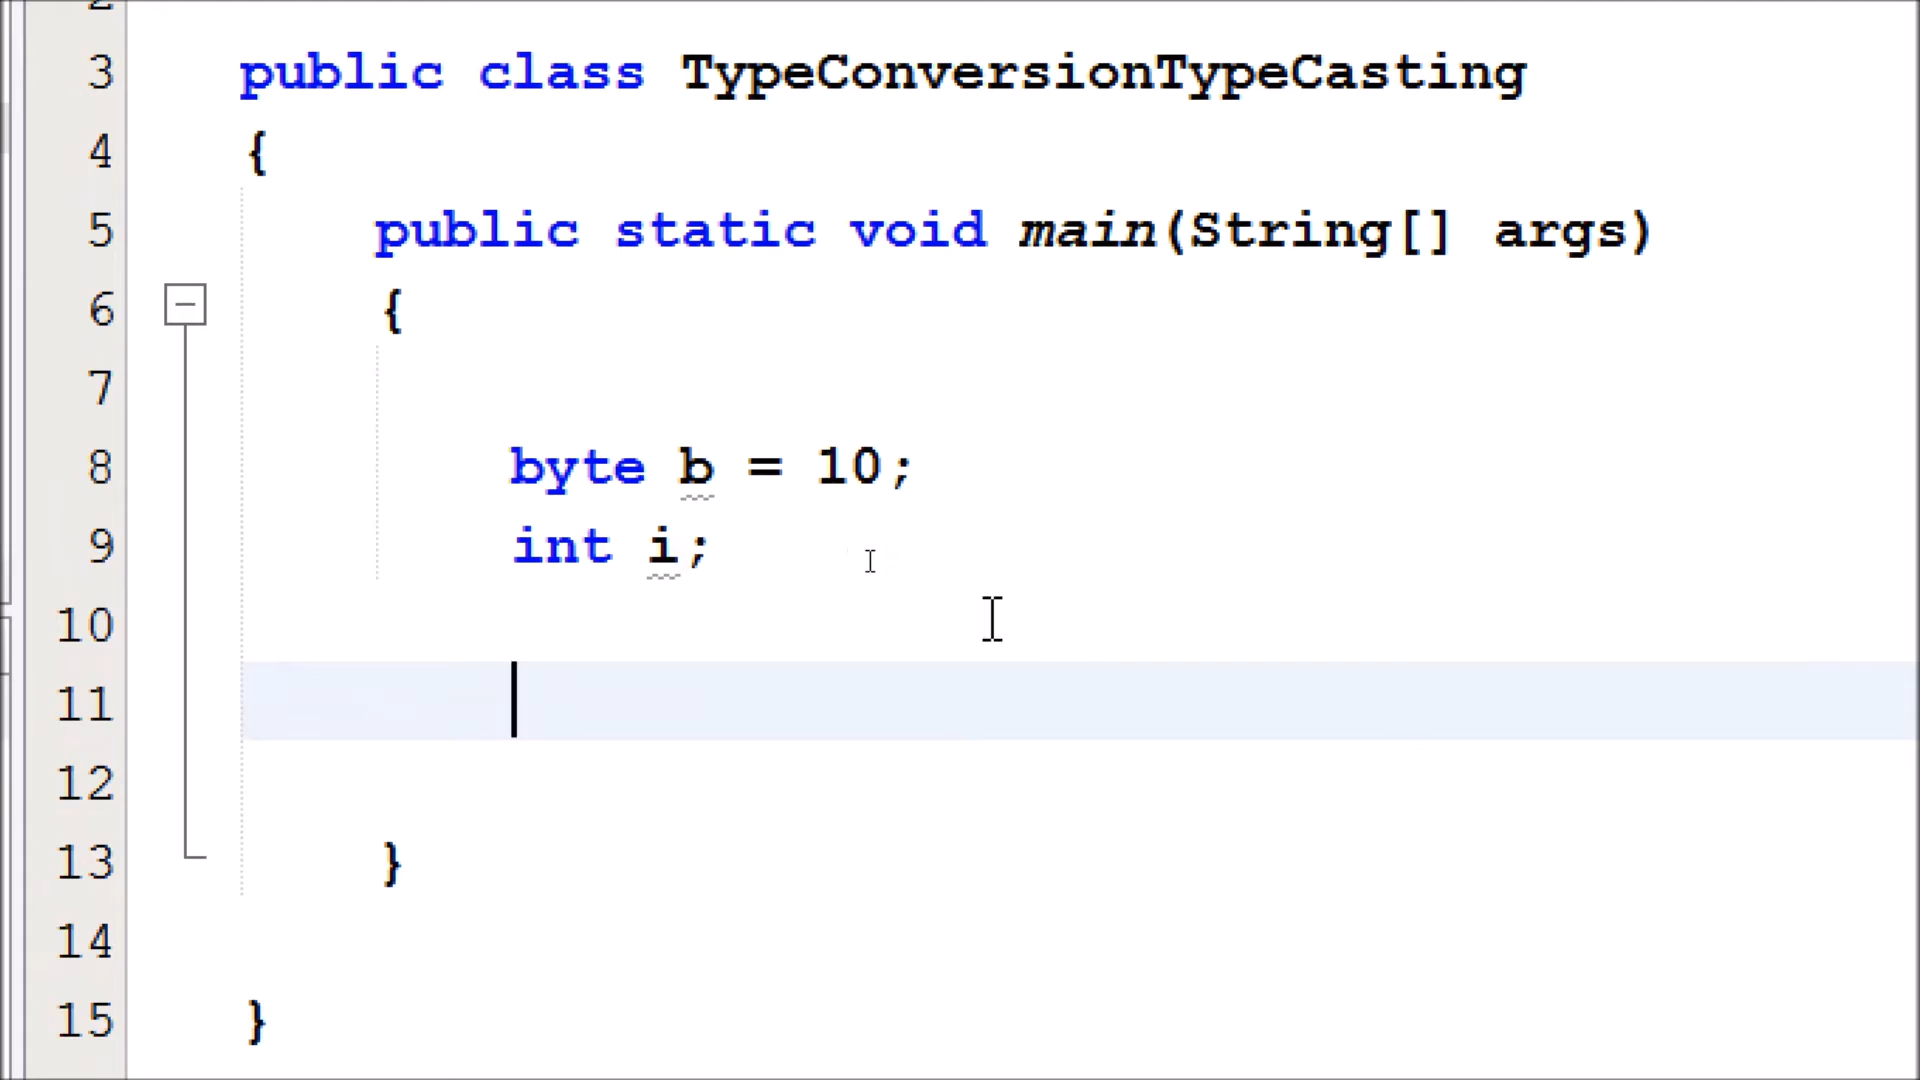 3 public class TypeConversionTypeCasting
4 {
5 public static void main(String[] args)
6 {
7
8 byte b = 10;
9 int i;
10
11
12
13 }
14
15 }